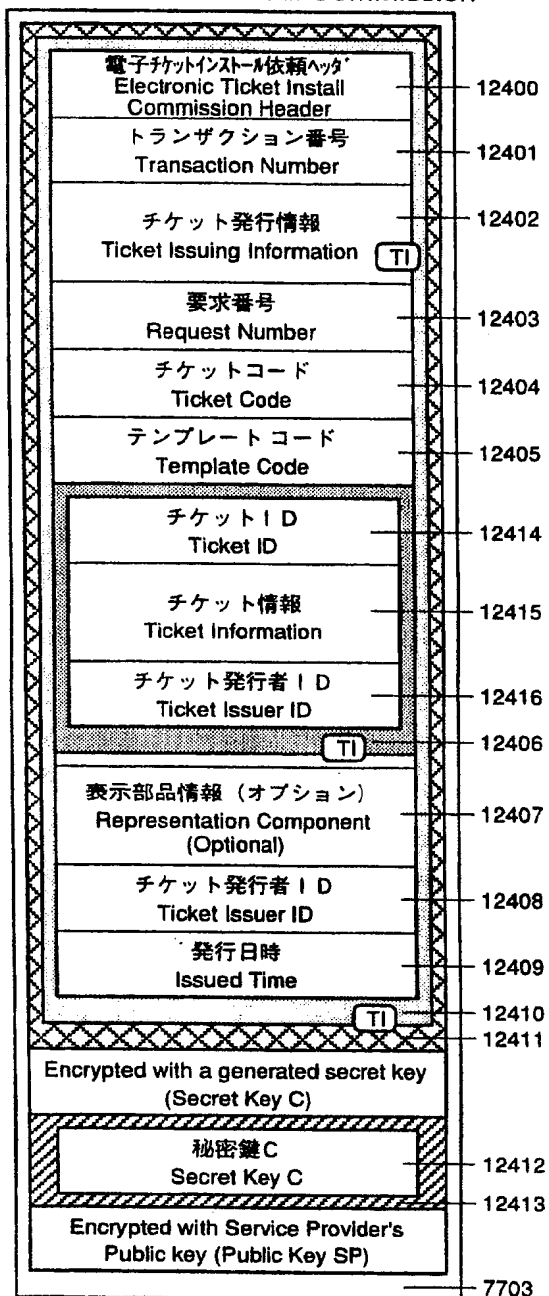 電子チケットインストール依頼ヘッダ
Electronic Ticket Install
Commission Header
12400
トランザクション番号
Transaction Number
12401
チケット発行情報
Ticket Issuing Information
TI
12402
要求番号
Request Number
12403
チケットコード
Ticket Code
12404
テンプレートコード
Template Code
12405
チケットID
Ticket ID
12414
チケット情報
Ticket Information
12415
チケット発行者ID
Ticket Issuer ID
12416
TI
12406
表示部品情報(オプション)
Representation Component
(Optional)
12407
チケット発行者ID
Ticket Issuer ID
12408
発行日時
Issued Time
12409
TI
12410
12411
Encrypted with a generated secret key
(Secret Key C)
秘密鍵C
Secret Key C
12412
12413
Encrypted with Service Provider's
Public key (Public Key SP)
7703